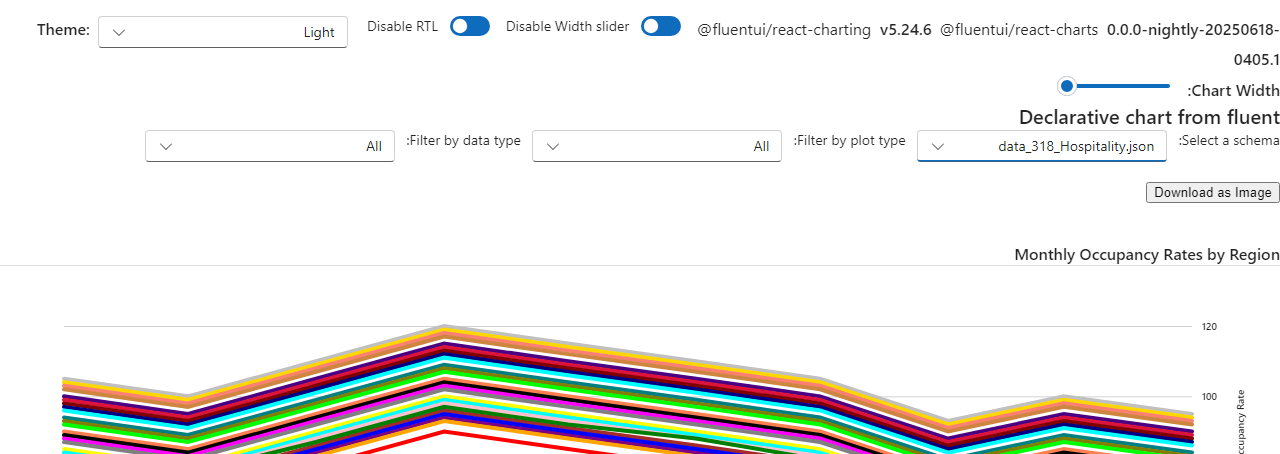 Theme: Light Disable RTL Disable Width slider @fluentui/react-charting v5.24.6 @fluentui/react-charts 0.0.0-nightly-20250618-
0405.1
:Chart Width
Declarative chart from fluent
:Select a schema data_318_Hospitality.json :Filter by plot type All :Filter by data type All
Download as Image
Monthly Occupancy Rates by Region
120
100